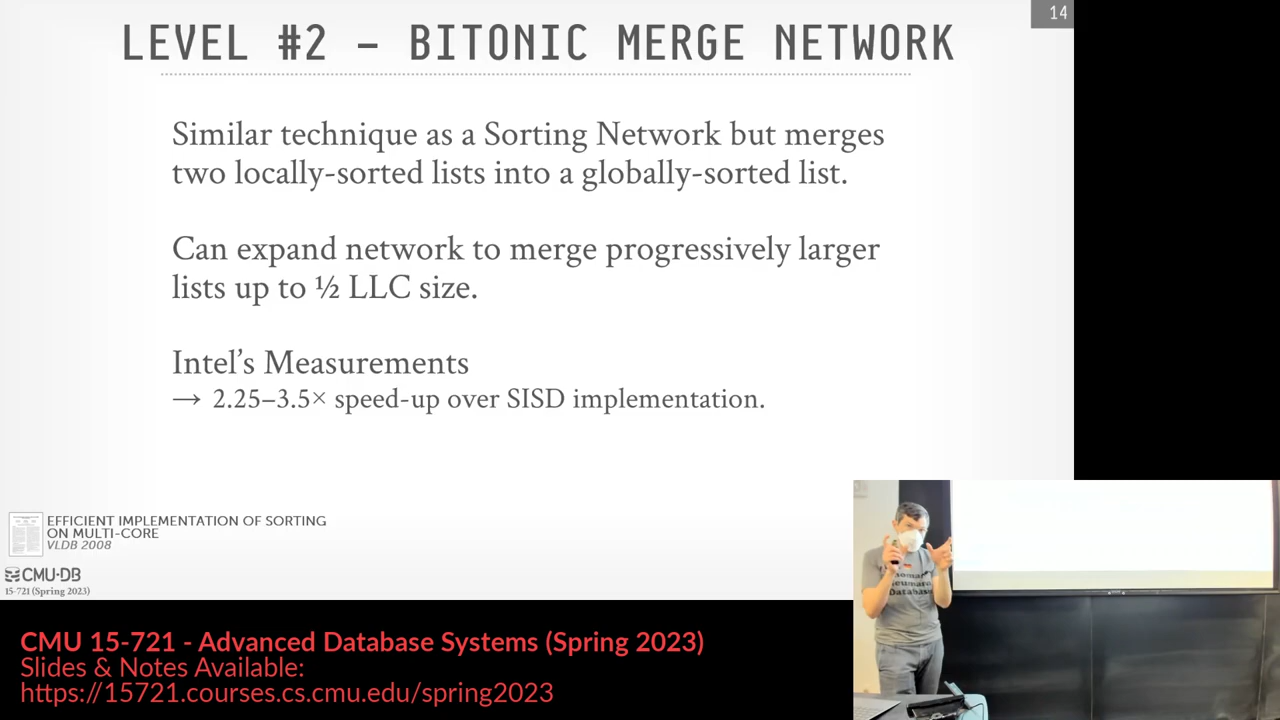 14
LEVEL #2 – BITONIC MERGE NETWORK
Similar technique as a Sorting Network but merges
two locally-sorted lists into a globally-sorted list.
Can expand network to merge progressively larger
lists up to ½ LLC size.
Intel’s Measurements
→ 2.25–3.5× speed-up over SISD implementation.
EFFICIENT IMPLEMENTATION OF SORTING
ON MULTI-CORE
VLDB 2008
CMU·DB
15-721 (Spring 2023)
Thomas
Neumann
Database
CMU 15-721 - Advanced Database Systems (Spring 2023)
Slides & Notes Available:
https://15721.courses.cs.cmu.edu/spring2023